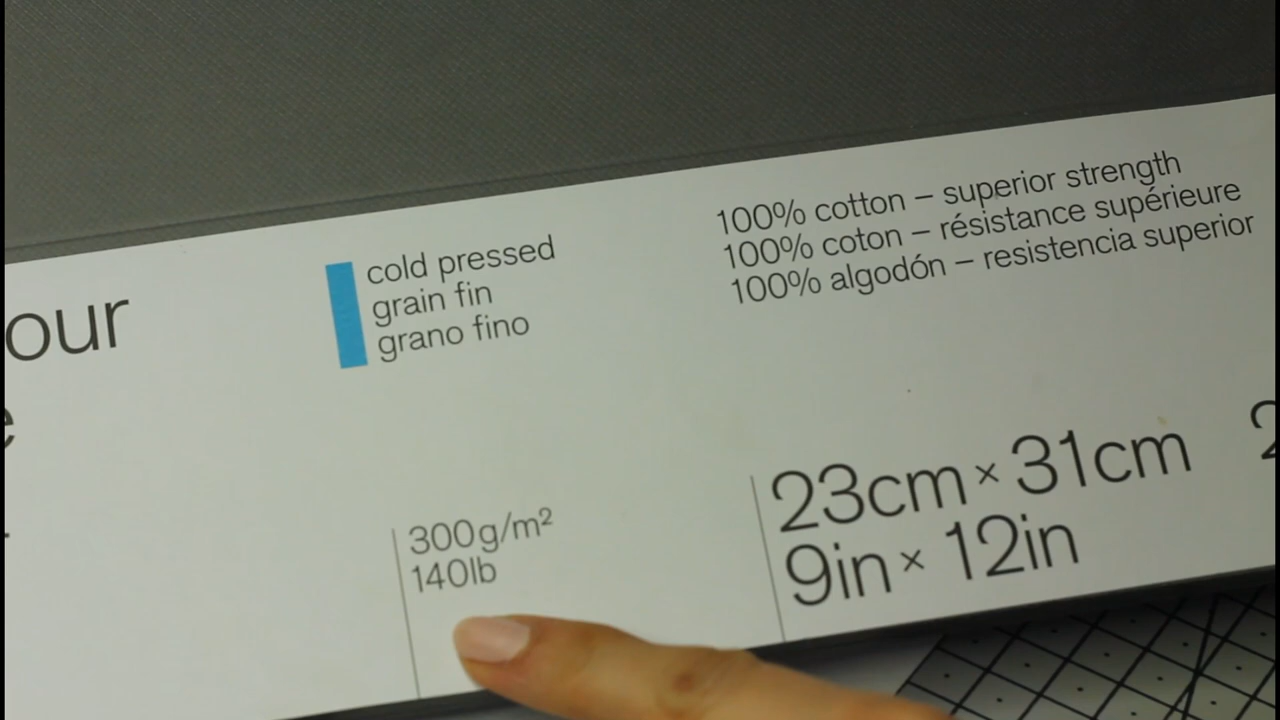 our
cold pressed
grain fin
grano fino
100% cotton – superior strength
100% coton – résistance supérieure
100% algodón – resistencia superior
300g/m²
140lb
23cm × 31cm
9in × 12in